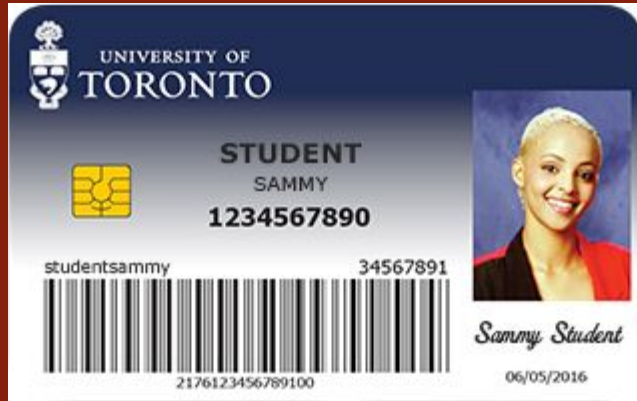 UNIVERSITY OF
TORONTO
STUDENT
SAMMY
1234567890
studentsammy 34567891
2176123456789100
Sammy Student
06/05/2016